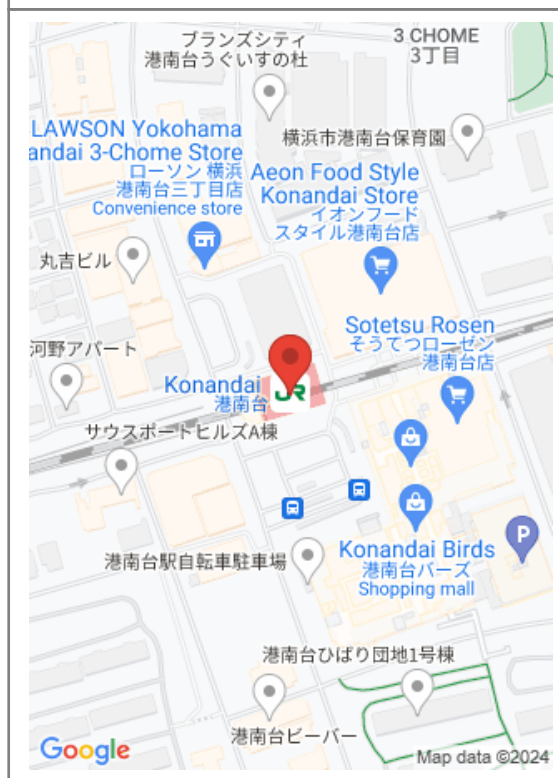 3 CHOME
3丁目
ブランズシティ
港南台うぐいすの杜
LAWSON Yokohama
andai 3-Chome Store
ローソン 横浜
港南台三丁目店
Convenience store
横浜市港南台保育園
Aeon Food Style
Konandai Store
イオンフード
スタイル港南台店
丸吉ビル
Sotetsu Rosen
そうてつローゼン
港南台店
河野アパート
Konandai
港南台
JR
サウスポートヒルズA棟
P
Konandai Birds
港南台バーズ
Shopping mall
港南台駅自転車駐車場
港南台ひばり団地1号棟
港南台ビーバー
Google
Map data ©2024